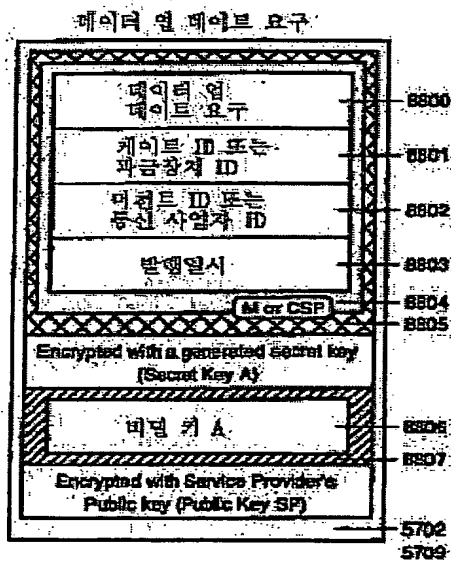 데이터 업 데이트 요구
데이터 업
데이트 요구
8800
게이트 ID 또는
과금장치 ID
8801
머천트 ID 또는
통신 사업자 ID
8802
발행일시
8803
8804
M or CSP
8805
Encrypted with a generated secret key
(Secret Key A)
비밀 키 A
8806
8807
Encrypted with Service Provider's
Public key (Public Key SP)
5702
5709